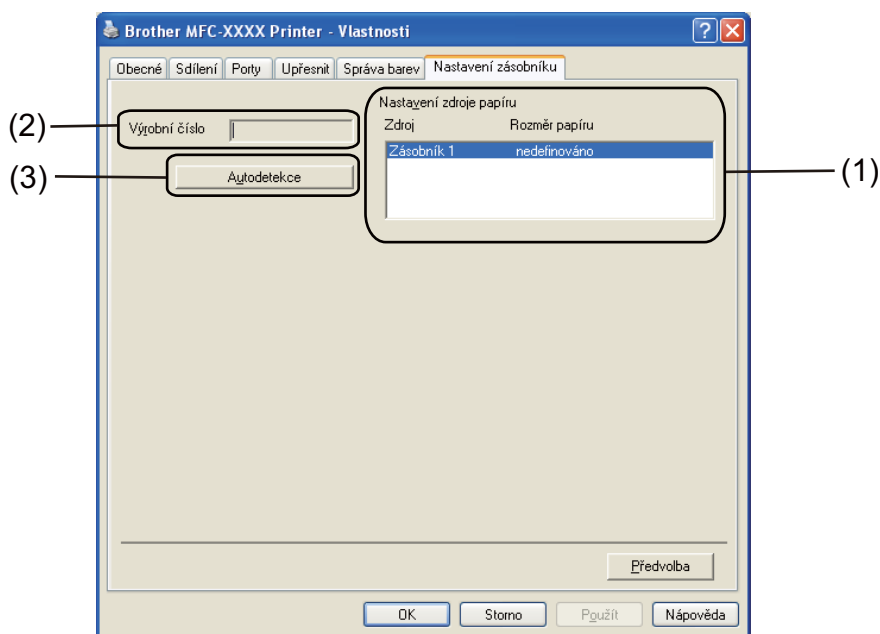 Brother MFC-XXXX Printer - Vlastnosti
Obecné Sdílení Porty Upřesnit Správa barev Nastavení zásobníku
Nastavení zdroje papíru
(2) Výrobní číslo Zdroj Rozměr papíru
Zásobník 1 nedefinováno
(3) Autodetekce (1)
Předvolba
OK Storno Použít Nápověda